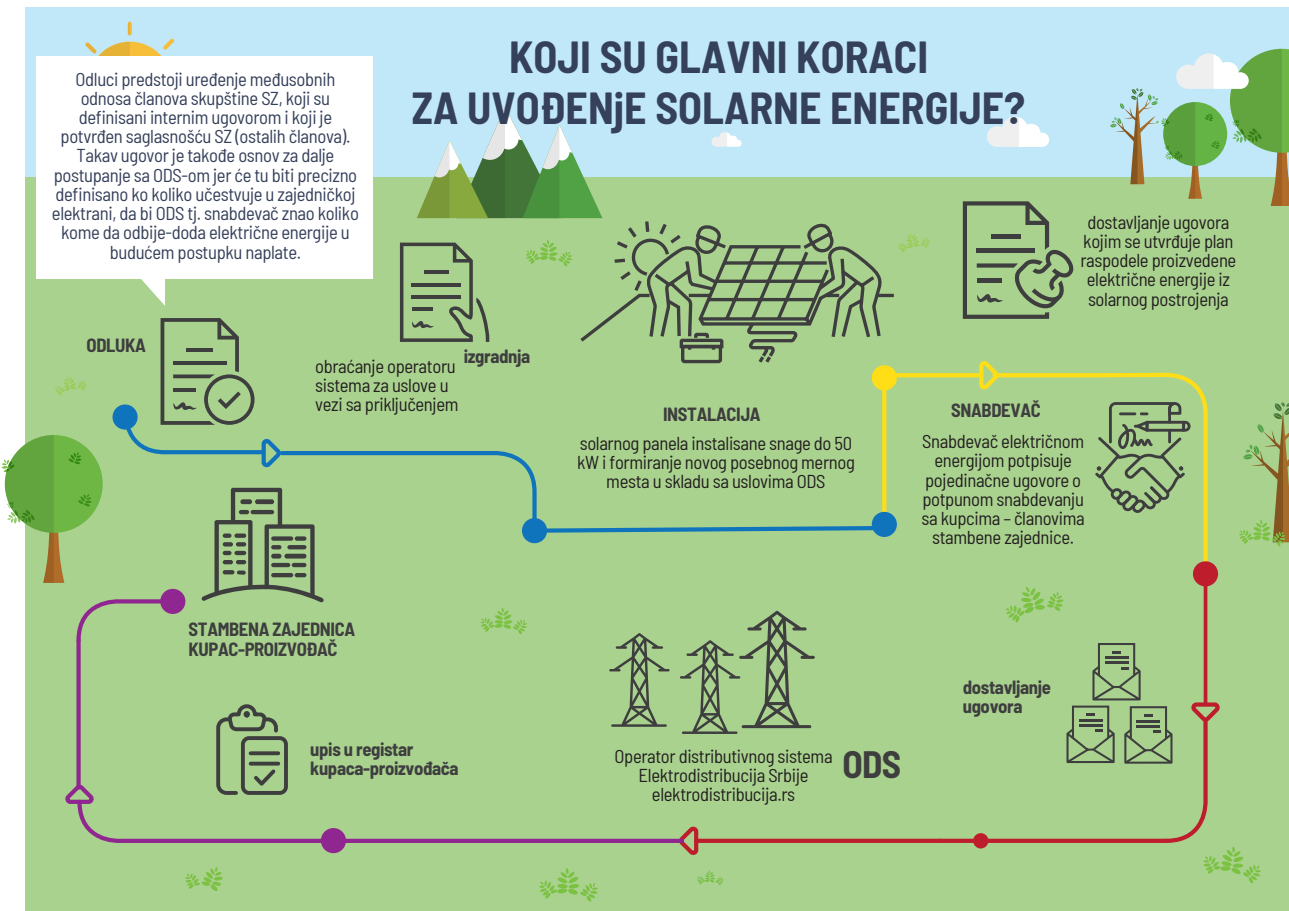 KOJI SU GLAVNI KORACI
ZA UVOĐENjE SOLARNE ENERGIJE?
Odluci predstoji uređenje međusobnih
odnosa članova skupštine SZ, koji su
definisani internim ugovorom i koji je
potvrđen saglasnošću SZ (ostalih članova).
Takav ugovor je takođe osnov za dalje
postupanje sa ODS-om jer će tu biti precizno
definisano ko koliko učestvuje u zajedničkoj
elektrani, da bi ODS tj. snabdevač znao koliko
kome da odbije-doda električne energije u
budućem postupku naplate.
ODLUKA
obraćanje operatoru
sistema za uslove u
vezi sa priključenjem
izgradnja
INSTALACIJA
solarnog panela instalisane snage do 50
kW i formiranje novog posebnog mernog
mesta u skladu sa uslovima ODS
dostavljanje ugovora
kojim se utvrđuje plan
raspodele proizvedene
električne energije iz
solarnog postrojenja
SNABDEVAČ
Snabdevač električnom
energijom potpisuje
pojedinačne ugovore o
potpunom snabdevanju
sa kupcima – članovima
stambene zajednice.
dostavljanje
ugovora
Operator distributivnog sistema
Elektrodistribucija Srbije
elektrodistribucija.rs
ODS
upis u registar
kupaca-proizvođača
STAMBENA ZAJEDNICA
KUPAC-PROIZVOĐAČ